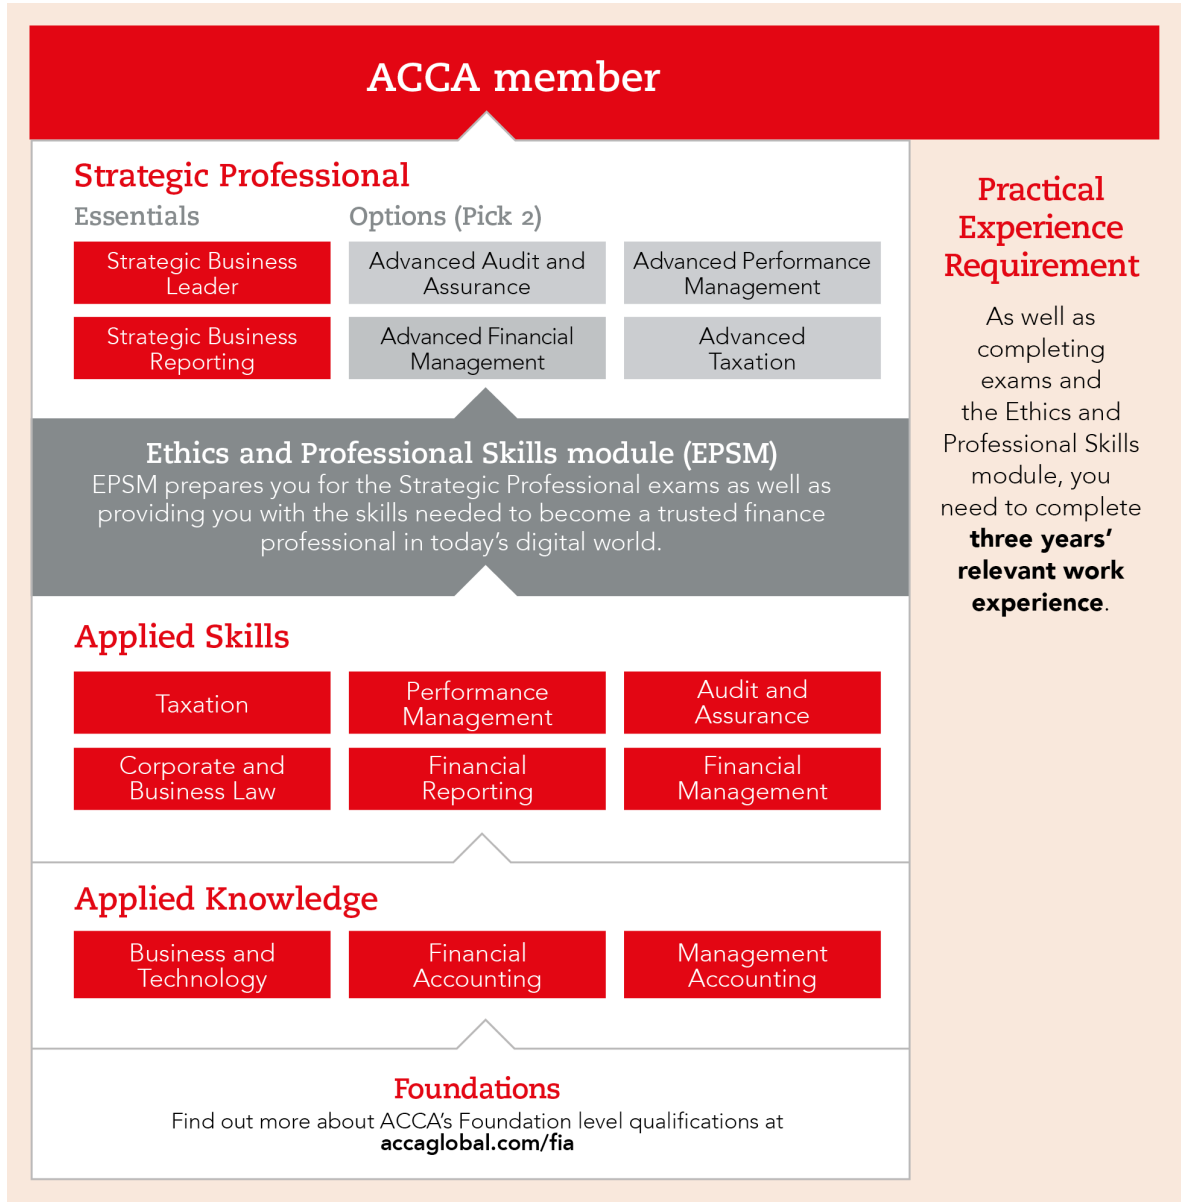 ACCA member
Strategic Professional
Essentials
Options (Pick 2)
Strategic Business
Leader
Advanced Audit and
Assurance
Advanced Performance
Management
Strategic Business
Reporting
Advanced Financial
Management
Advanced
Taxation
Ethics and Professional Skills module (EPSM)
EPSM prepares you for the Strategic Professional exams as well as
providing you with the skills needed to become a trusted finance
professional in today’s digital world.
Applied Skills
Taxation
Performance
Management
Audit and
Assurance
Corporate and
Business Law
Financial
Reporting
Financial
Management
Applied Knowledge
Business and
Technology
Financial
Accounting
Management
Accounting
Foundations
Find out more about ACCA’s Foundation level qualifications at
accaglobal.com/fia
Practical
Experience
Requirement
As well as
completing
exams and
the Ethics and
Professional Skills
module, you
need to complete
three years’
relevant work
experience.